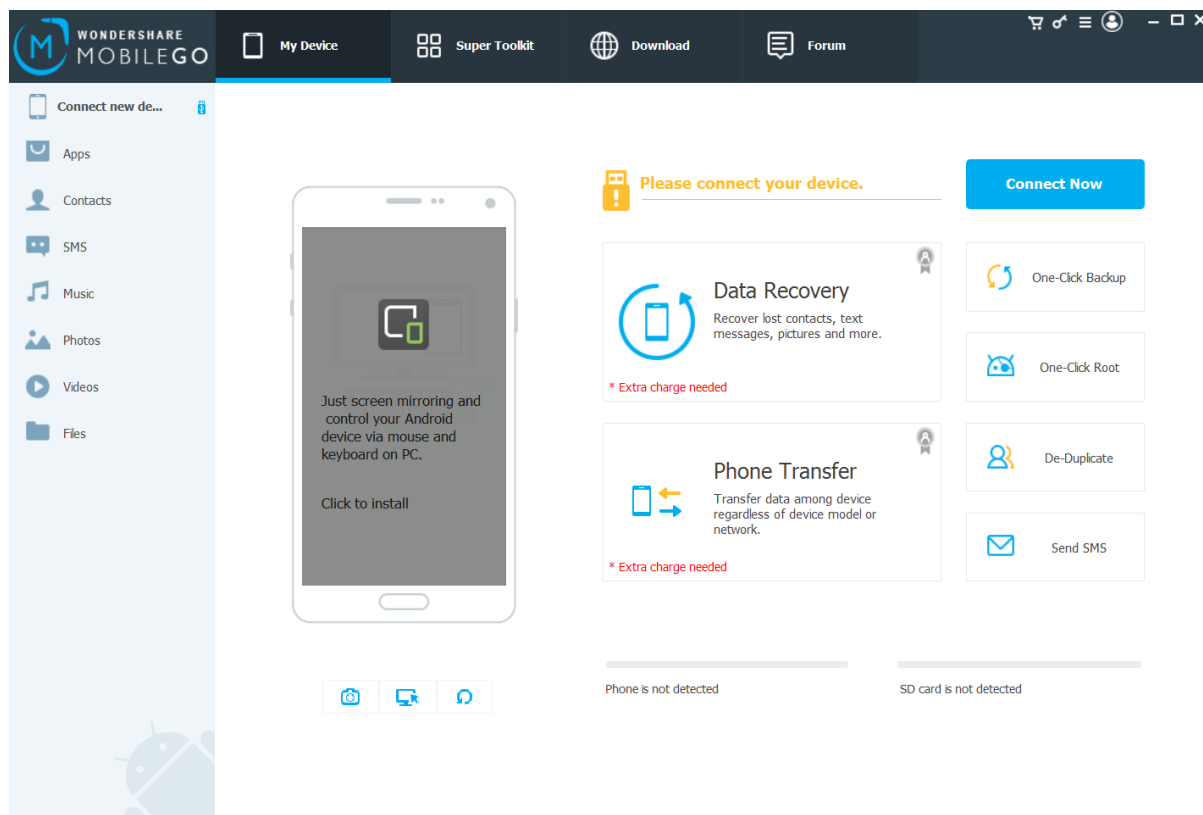 WONDERSHARE
MOBILEGO
My Device
Super Toolkit
Download
Forum
Connect new de...
Apps
Contacts
SMS
Music
Photos
Videos
Files
Just screen mirroring and
control your Android
device via mouse and
keyboard on PC.
Click to install
Please connect your device.
Connect Now
Data Recovery
Recover lost contacts, text
messages, pictures and more.
* Extra charge needed
Phone Transfer
Transfer data among device
regardless of device model or
network.
* Extra charge needed
One-Click Backup
One-Click Root
De-Duplicate
Send SMS
Phone is not detected
SD card is not detected